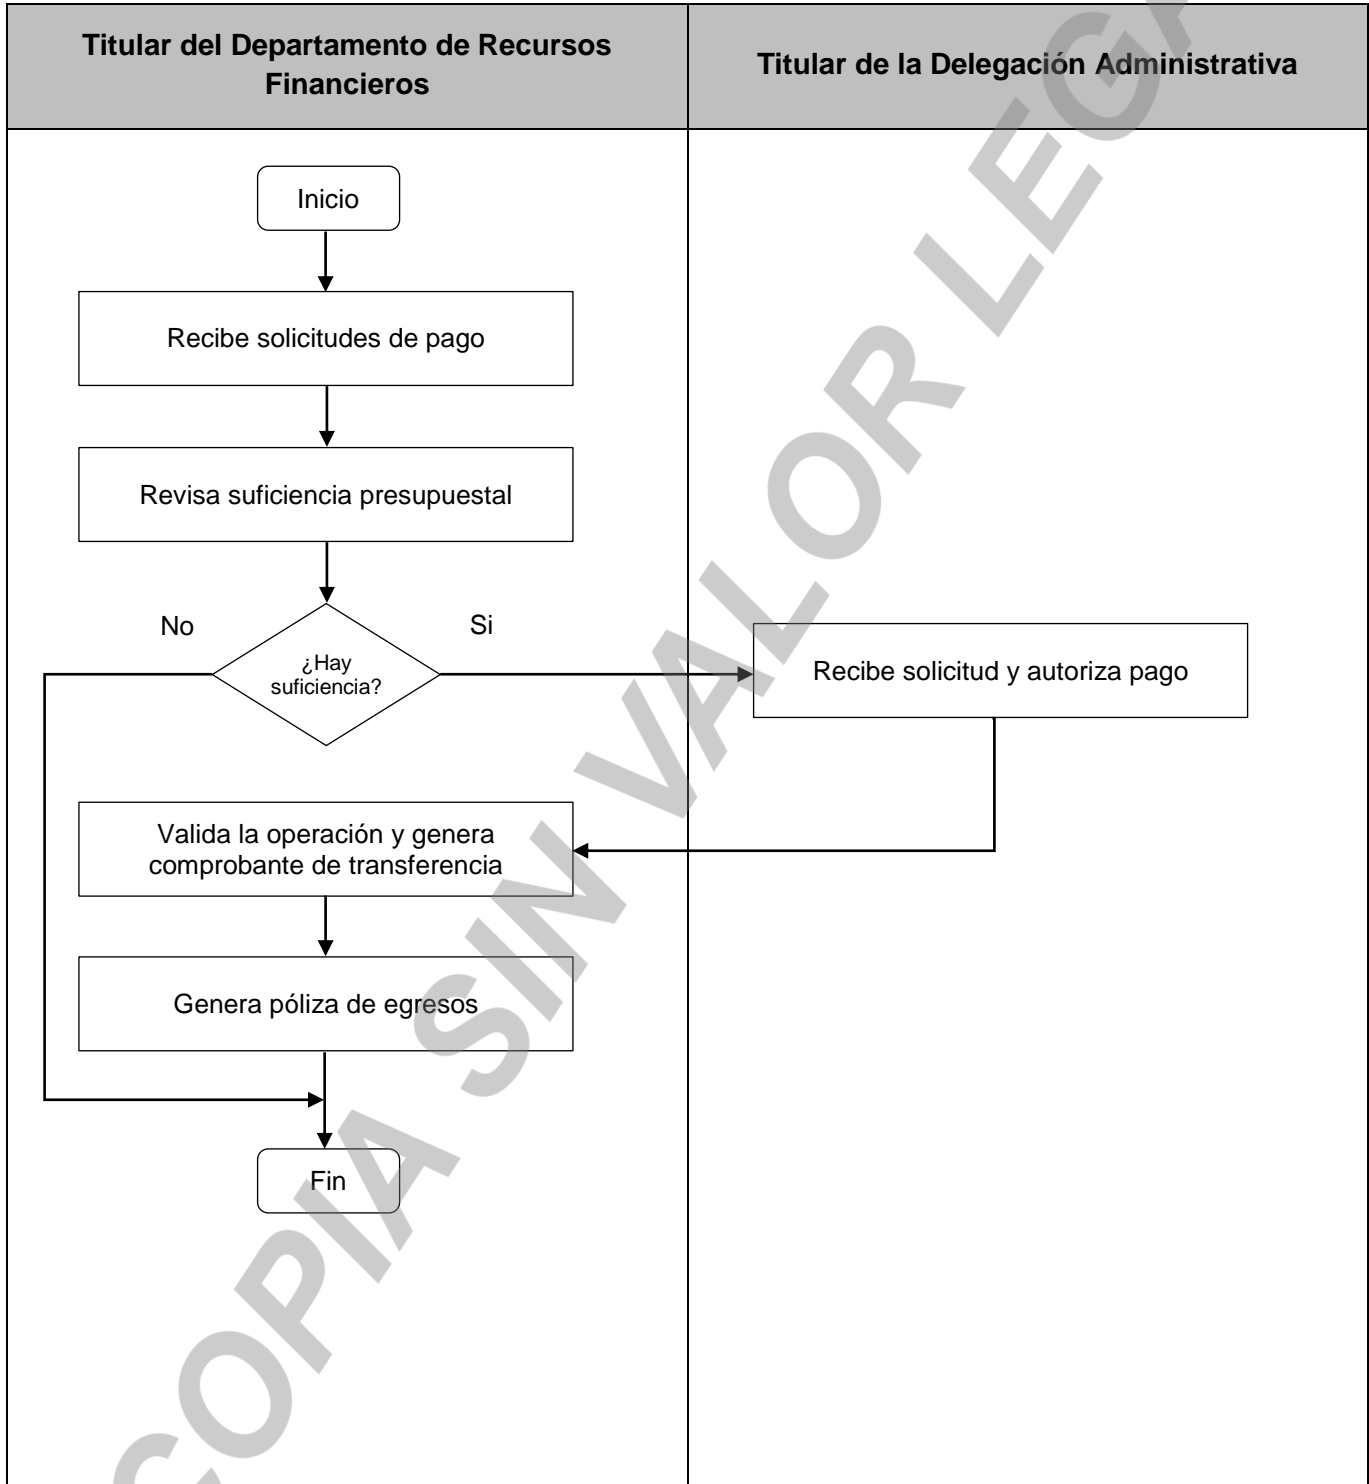 Titular del Departamento de Recursos
Financieros
Titular de la Delegación Administrativa
Inicio
Recibe solicitudes de pago
Revisa suficiencia presupuestal
No
Si
¿Hay
suficiencia?
Recibe solicitud y autoriza pago
Valida la operación y genera
comprobante de transferencia
Genera póliza de egresos
Fin
COPIA SIN VALOR LEGA